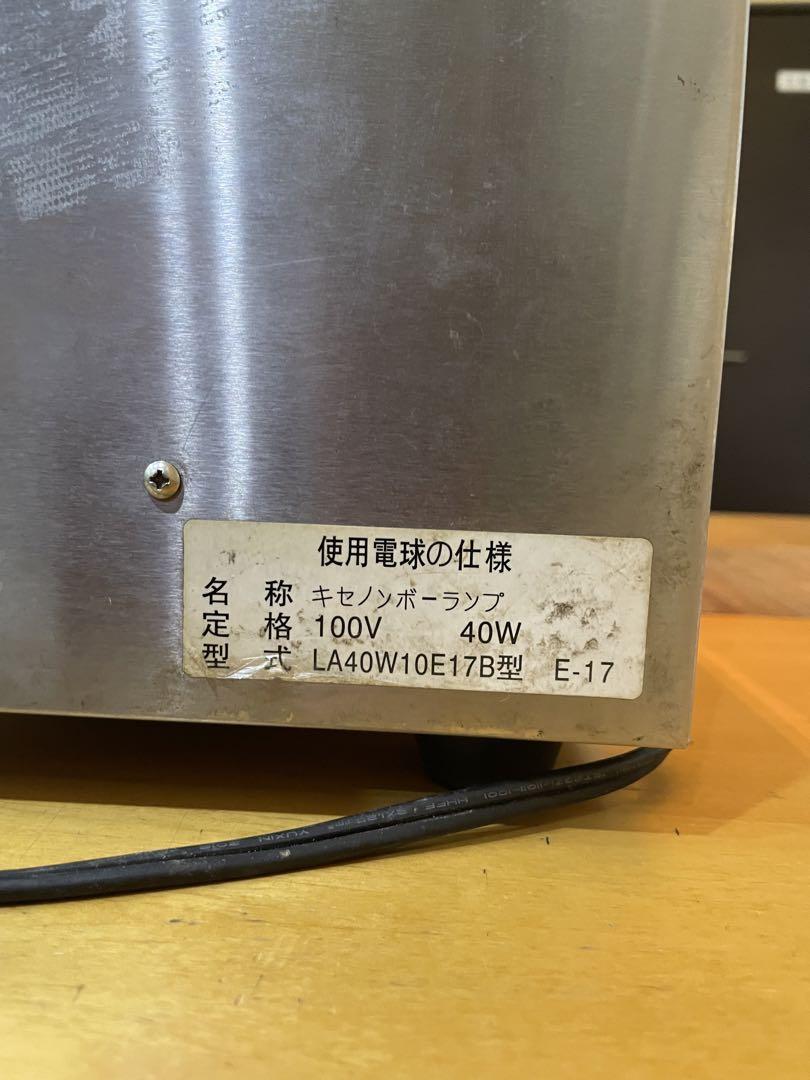 使用電球の仕様
名 称 キセノンボーランプ
定 格 100V 40W
型 式 LA40W10E17B型 E-17
YUXIN